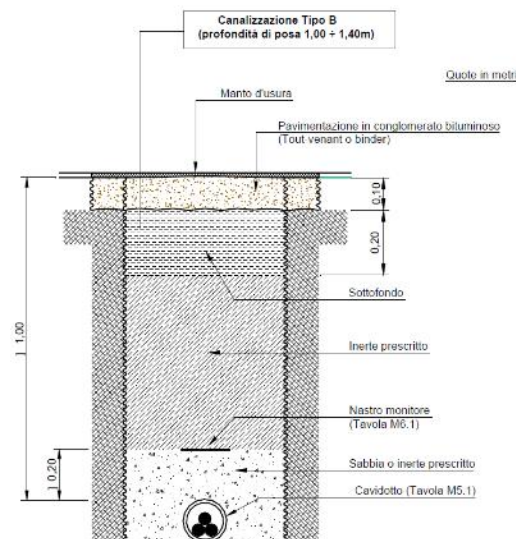 Canalizzazione Tipo B
(profondità di posa 1,00 ÷ 1,40m)
Quote in metri
Manto d'usura
Pavimentazione in conglomerato bituminoso
(Tout venant o binder)
0,10
0,20
Sottofondo
] 1,00
Inerte prescritto
Nastro monitore
(Tavola M6.1)
] 0,20
Sabbia o inerte prescritto
Cavidotto (Tavola M5.1)